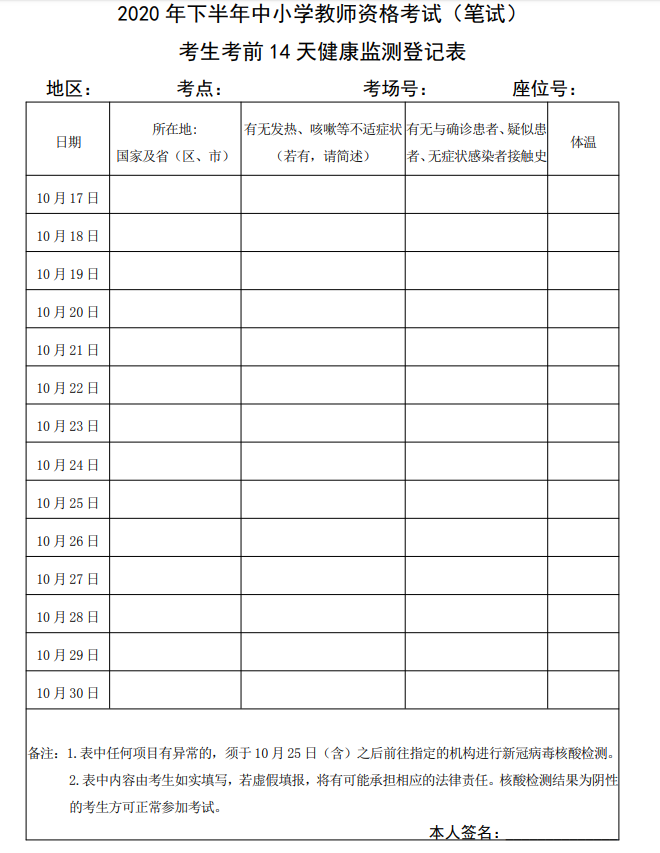 2020 年下半年中小学教师资格考试（笔试）
考生考前 14 天健康监测登记表
地区： 考点： 考场号： 座位号：
日期 所在地: 国家及省（区、市） 有无发热、咳嗽等不适症状（若有，请简述） 有无与确诊患者、疑似患者、无症状感染者接触史 体温
10 月 17 日
10 月 18 日
10 月 19 日
10 月 20 日
10 月 21 日
10 月 22 日
10 月 23 日
10 月 24 日
10 月 25 日
10 月 26 日
10 月 27 日
10 月 28 日
10 月 29 日
10 月 30 日
备注：1.表中任何项目有异常的，须于 10 月 25 日（含）之后前往指定的机构进行新冠病毒核酸检测。
2.表中内容由考生如实填写，若虚假填报，将有可能承担相应的法律责任。核酸检测结果为阴性
的考生方可正常参加考试。
本人签名：